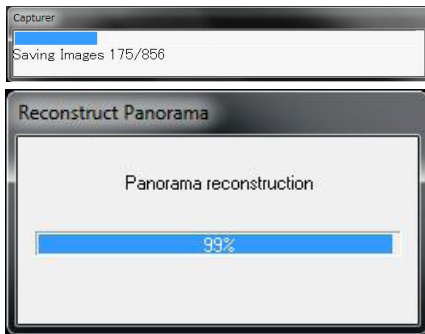 Capturer
Saving Images 175/856
Reconstruct Panorama
Panorama reconstruction
99%